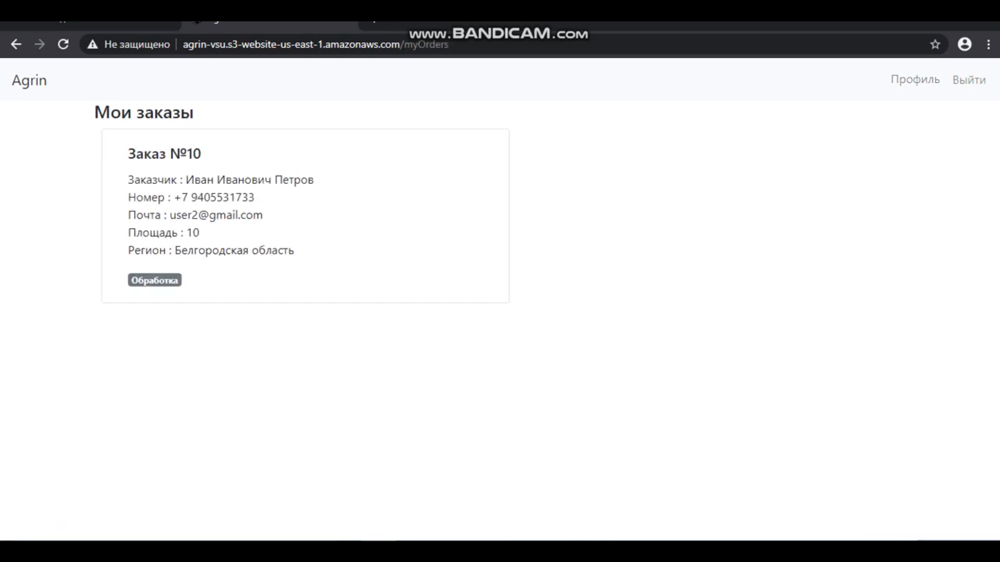 www.BANDICAM.com
Не защищено agrin-vsu.s3-website-us-east-1.amazonaws.com/myOrders
Agrin Профиль Выйти
Мои заказы
Заказ №10
Заказчик : Иван Иванович Петров
Номер : +7 9405531733
Почта : user2@gmail.com
Площадь : 10
Регион : Белгородская область
Обработка